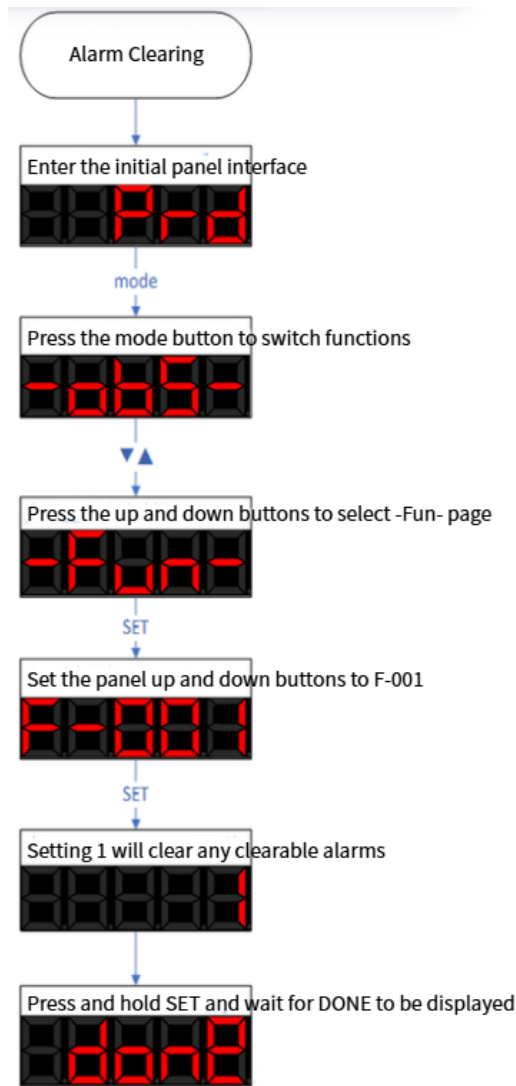 Alarm Clearing
Enter the initial panel interface
Prd
mode
Press the mode button to switch functions
-obS-
▼▲
Press the up and down buttons to select -Fun- page
-Fun-
SET
Set the panel up and down buttons to F-001
F-001
SET
Setting 1 will clear any clearable alarms
1
Press and hold SET and wait for DONE to be displayed
donE